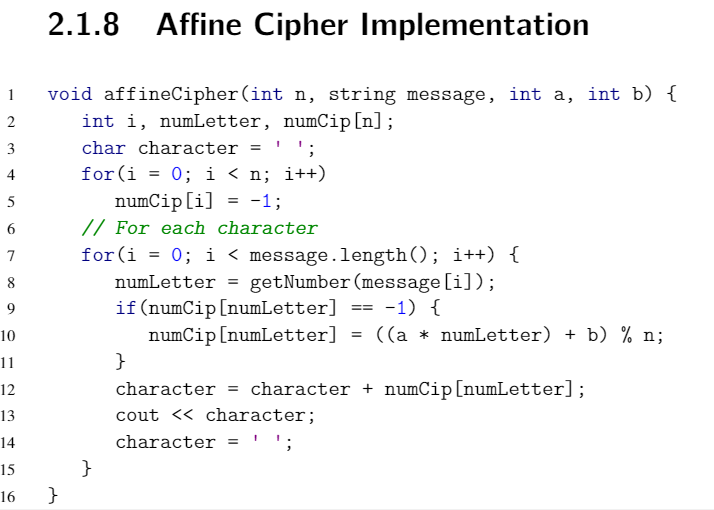 2.1.8 Affine Cipher Implementation
1 void affineCipher(int n, string message, int a, int b) {
2 int i, numLetter, numCip[n];
3 char character = ' ';
4 for(i = 0; i < n; i++)
5 numCip[i] = -1;
6 // For each character
7 for(i = 0; i < message.length(); i++) {
8 numLetter = getNumber(message[i]);
9 if(numCip[numLetter] == -1) {
10 numCip[numLetter] = ((a * numLetter) + b) % n;
11 }
12 character = character + numCip[numLetter];
13 cout << character;
14 character = ' ';
15 }
16 }